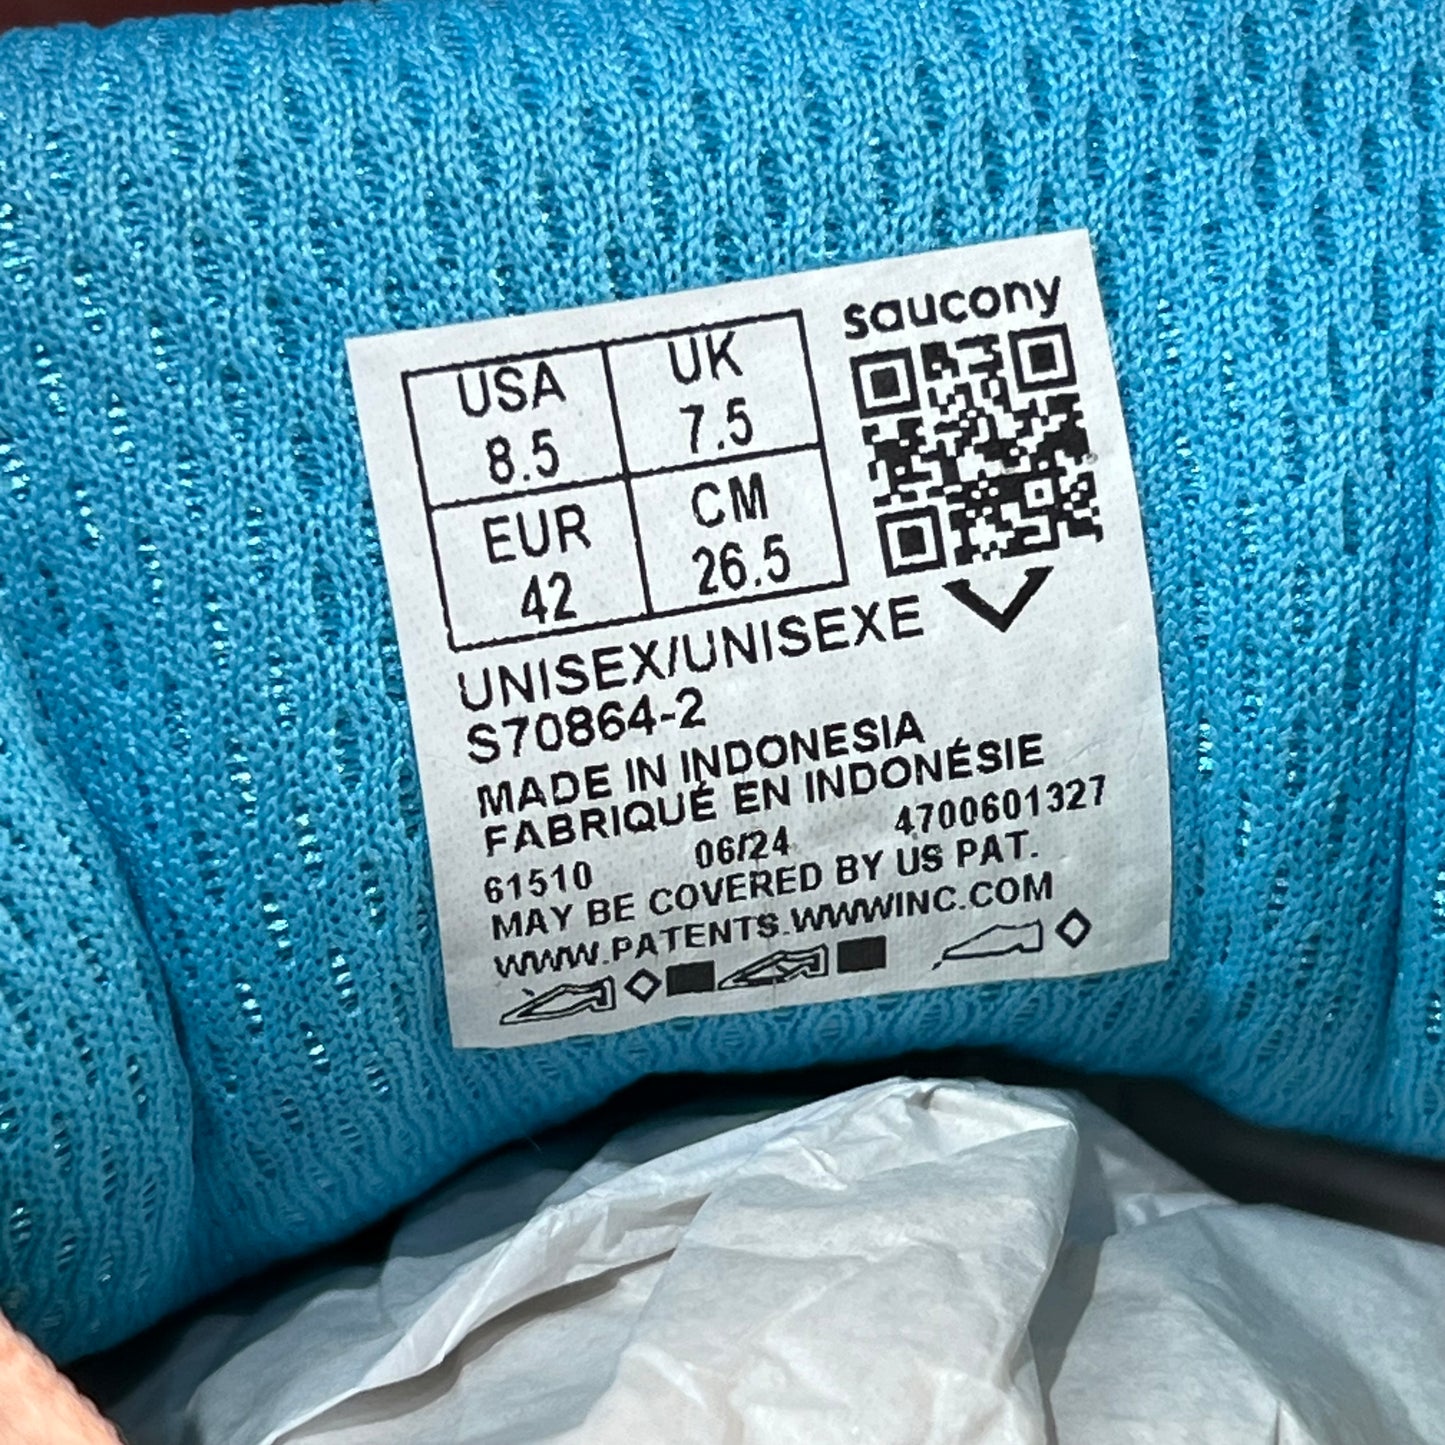 saucony
USA UK
8.5 7.5
EUR CM
42 26.5
UNISEX/UNISEXE
S70864-2
MADE IN INDONESIA
FABRIQUÉ EN INDONÉSIE
61510 06/24 4700601327
MAY BE COVERED BY US PAT.
WWW.PATENTS.WWWINC.COM